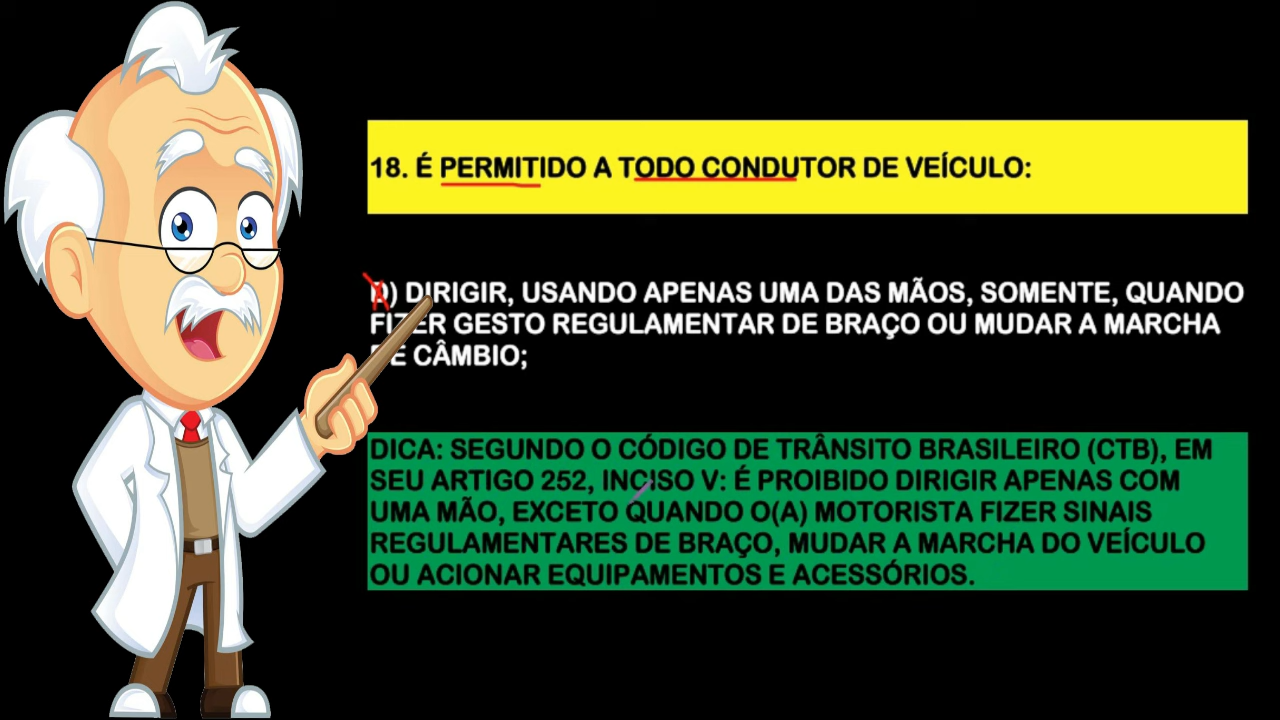 18. É PERMITIDO A TODO CONDUTOR DE VEÍCULO:
D) DIRIGIR, USANDO APENAS UMA DAS MÃOS, SOMENTE, QUANDO
FIZER GESTO REGULAMENTAR DE BRAÇO OU MUDAR A MARCHA
DE CÂMBIO;
DICA: SEGUNDO O CÓDIGO DE TRÂNSITO BRASILEIRO (CTB), EM
SEU ARTIGO 252, INCISO V: É PROIBIDO DIRIGIR APENAS COM
UMA MÃO, EXCETO QUANDO O(A) MOTORISTA FIZER SINAIS
REGULAMENTARES DE BRAÇO, MUDAR A MARCHA DO VEÍCULO
OU ACIONAR EQUIPAMENTOS E ACESSÓRIOS.